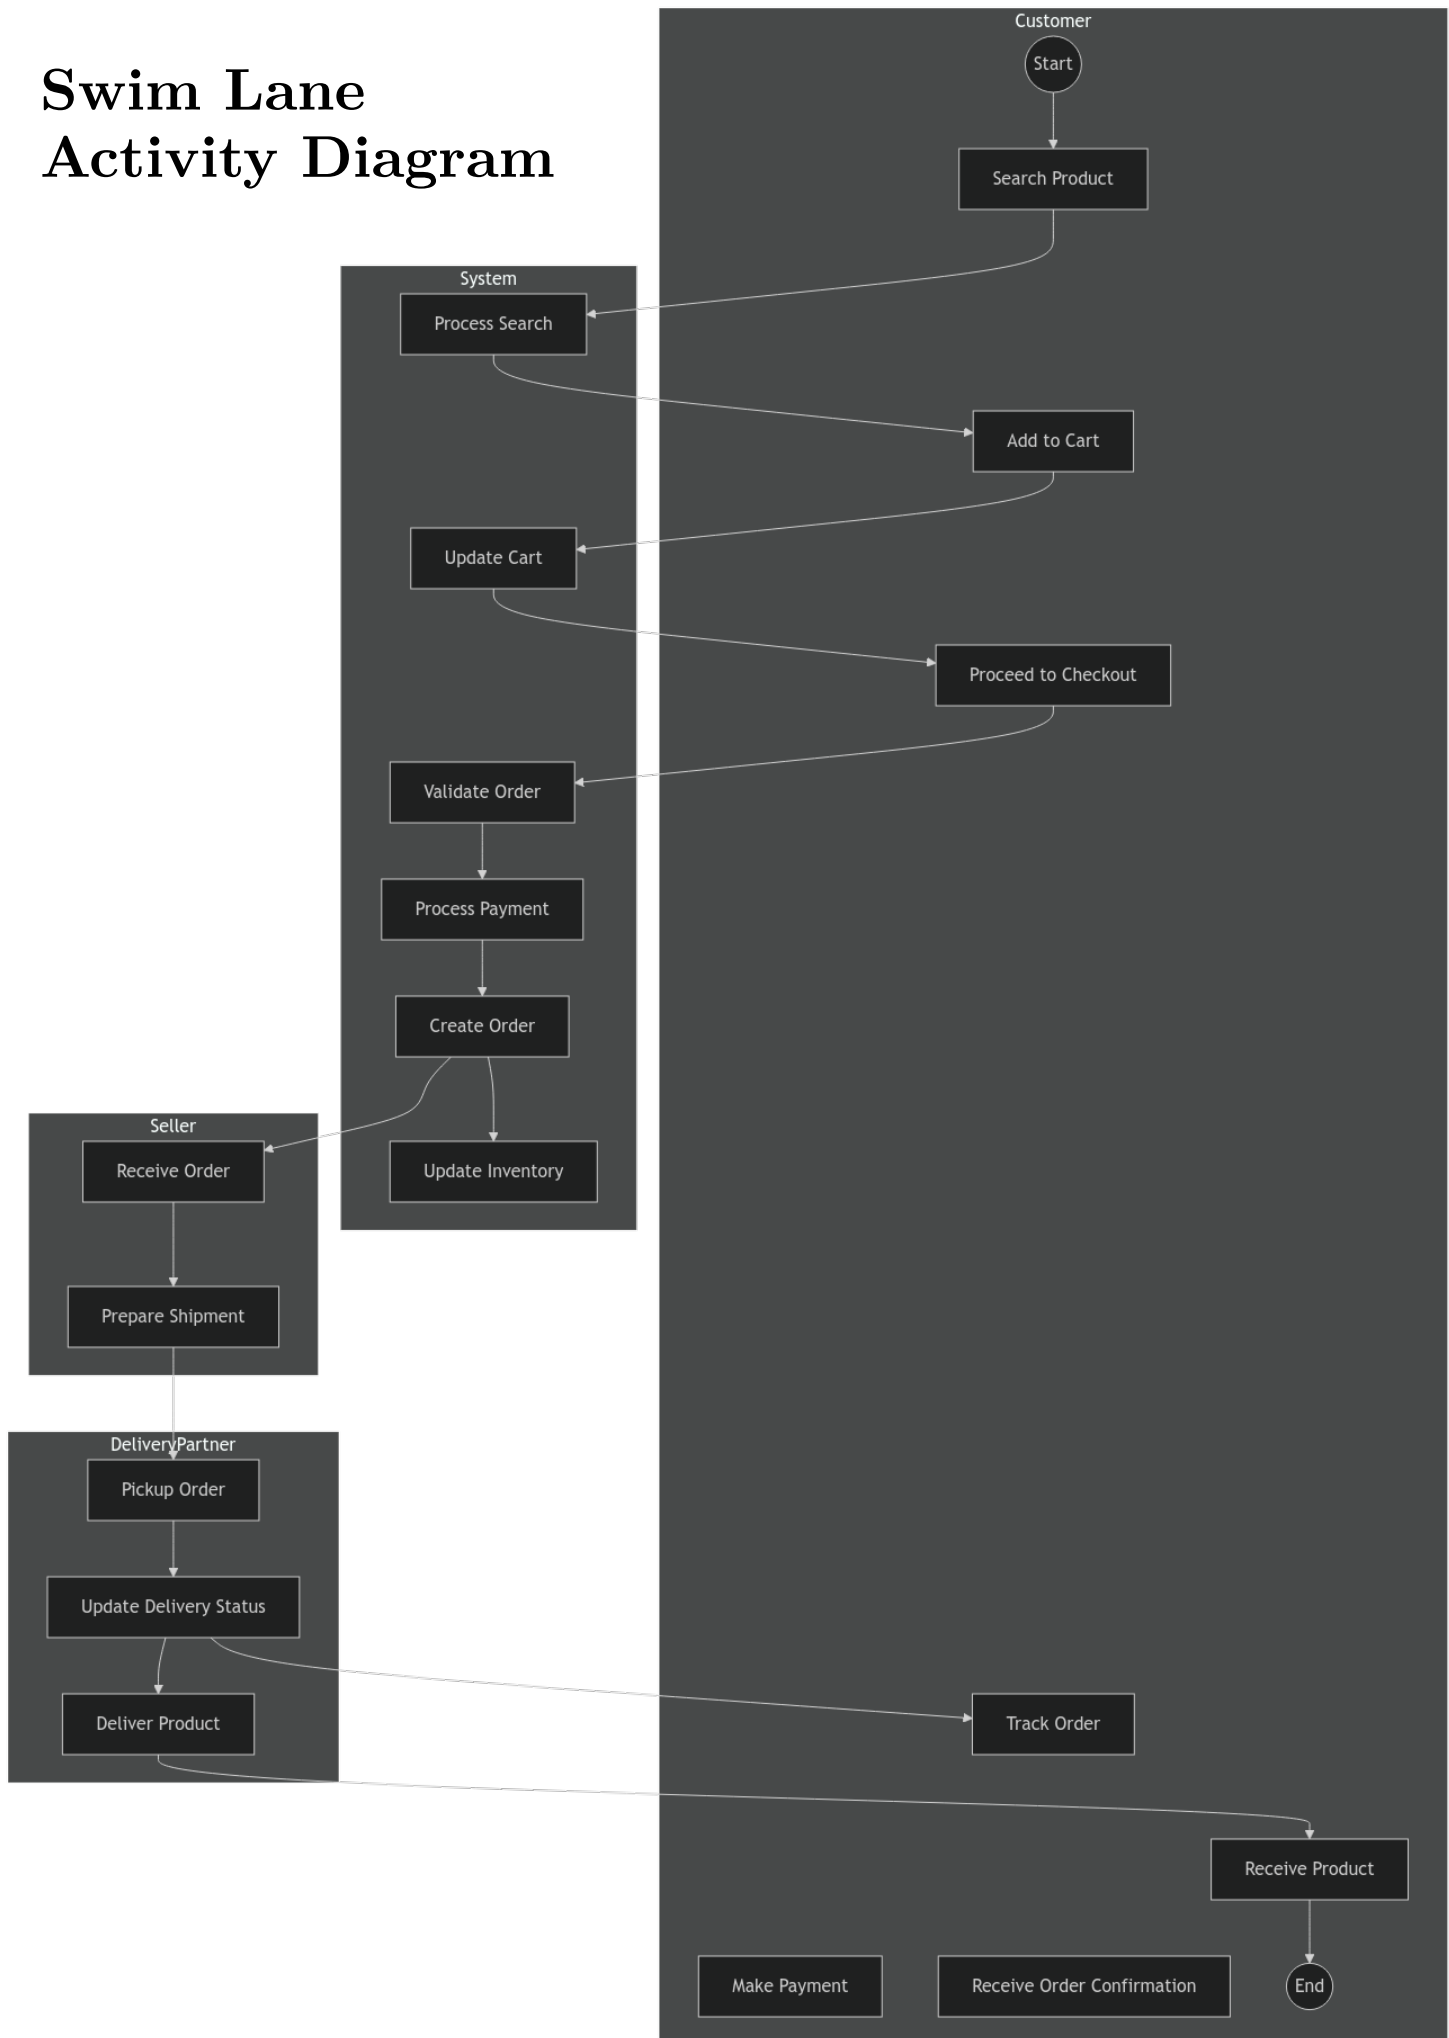 Swim Lane
Activity Diagram
Customer
Start
Search Product
System
Process Search
Add to Cart
Update Cart
Proceed to Checkout
Validate Order
Process Payment
Create Order
Seller
Receive Order
Update Inventory
Prepare Shipment
DeliveryPartner
Pickup Order
Update Delivery Status
Deliver Product
Track Order
Receive Product
Make Payment
Receive Order Confirmation
End